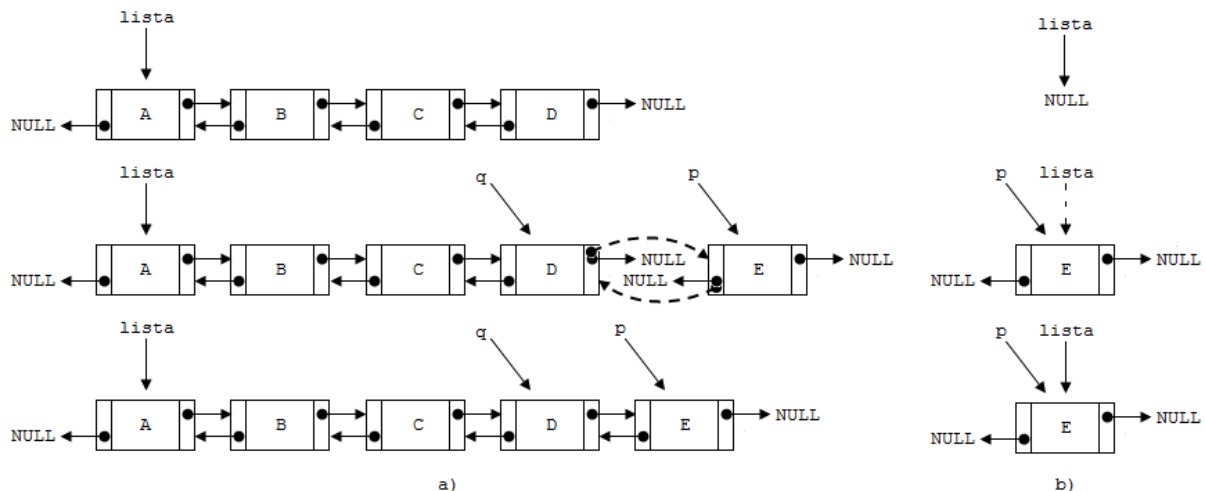 lista
NULL A B C D NULL
lista
NULL
lista q p
NULL A B C D NULL NULL E NULL
p lista
NULL E NULL
lista q p
NULL A B C D E NULL
p lista
NULL E NULL
a)
b)